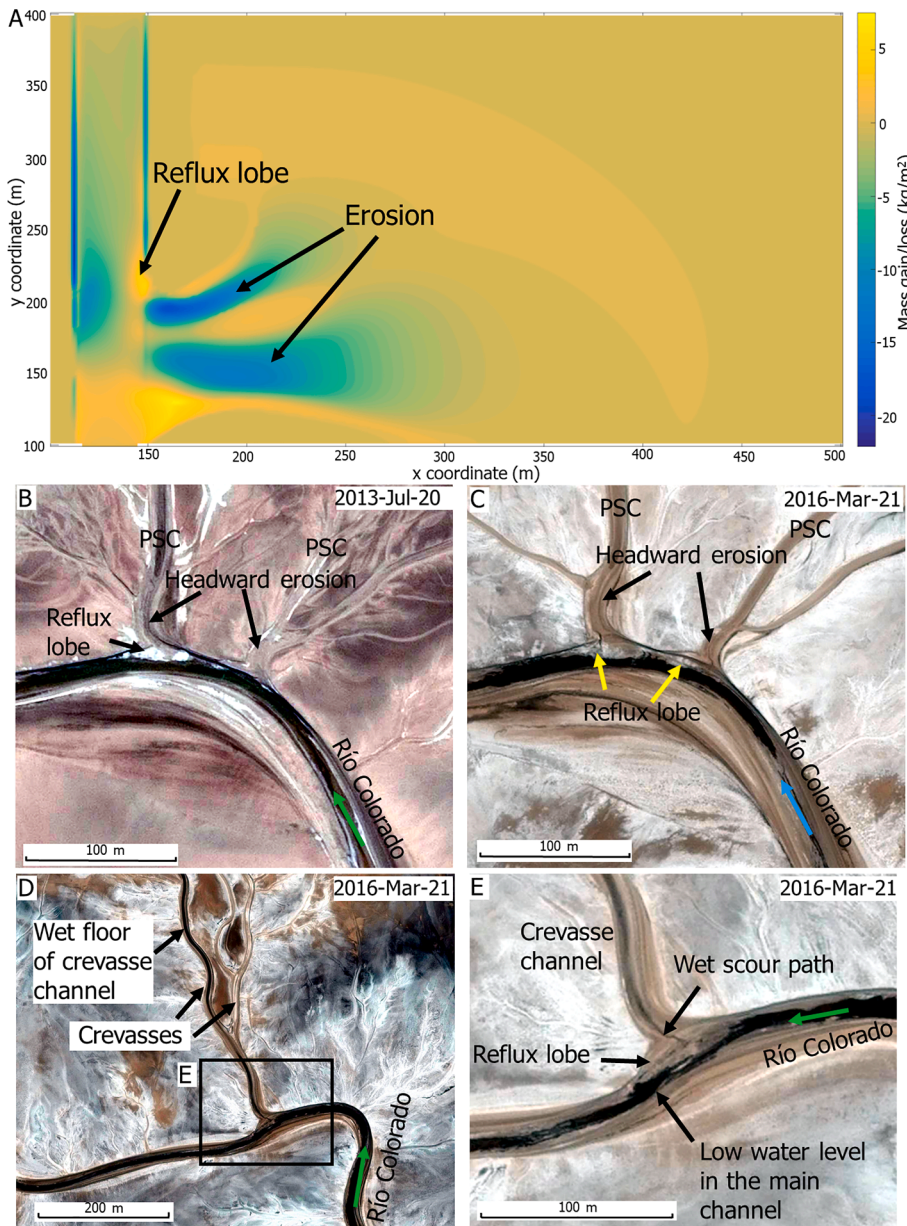 A
400
350
300
250
200
150
100
y coordinate (m)
Reflux lobe
Erosion
150
200
250
300
350
400
450
500
x coordinate (m)
5
0
-5
-10
-15
-20
Mass gain/loss (kg/m²)
B
2013-Jul-20
PSC
PSC
Headward erosion
Reflux
lobe
Río Colorado
100 m
C
2016-Mar-21
PSC
PSC
Headward erosion
Reflux lobe
Río Colorado
100 m
D
2016-Mar-21
Wet floor
of crevasse
channel
Crevasses
E
Río Colorado
200 m
E
2016-Mar-21
Crevasse
channel
Wet scour path
Reflux lobe
Río Colorado
Low water level
in the main
channel
100 m